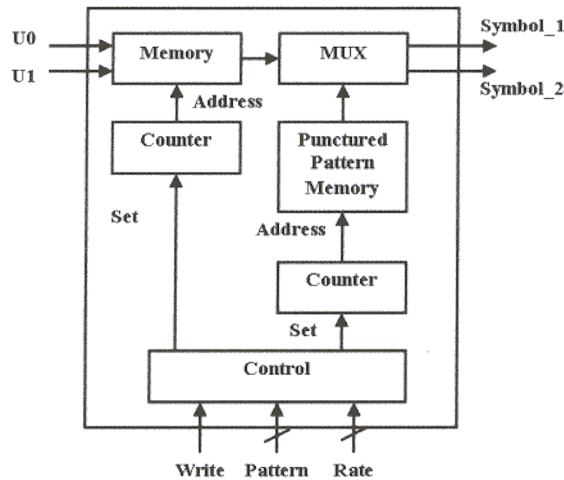 Symbol_1
U0
Memory
MUX
U1
Symbol_2
Address
Counter
Punctured
Pattern
Memory
Set
Address
Counter
Set
Control
Write
Pattern
Rate